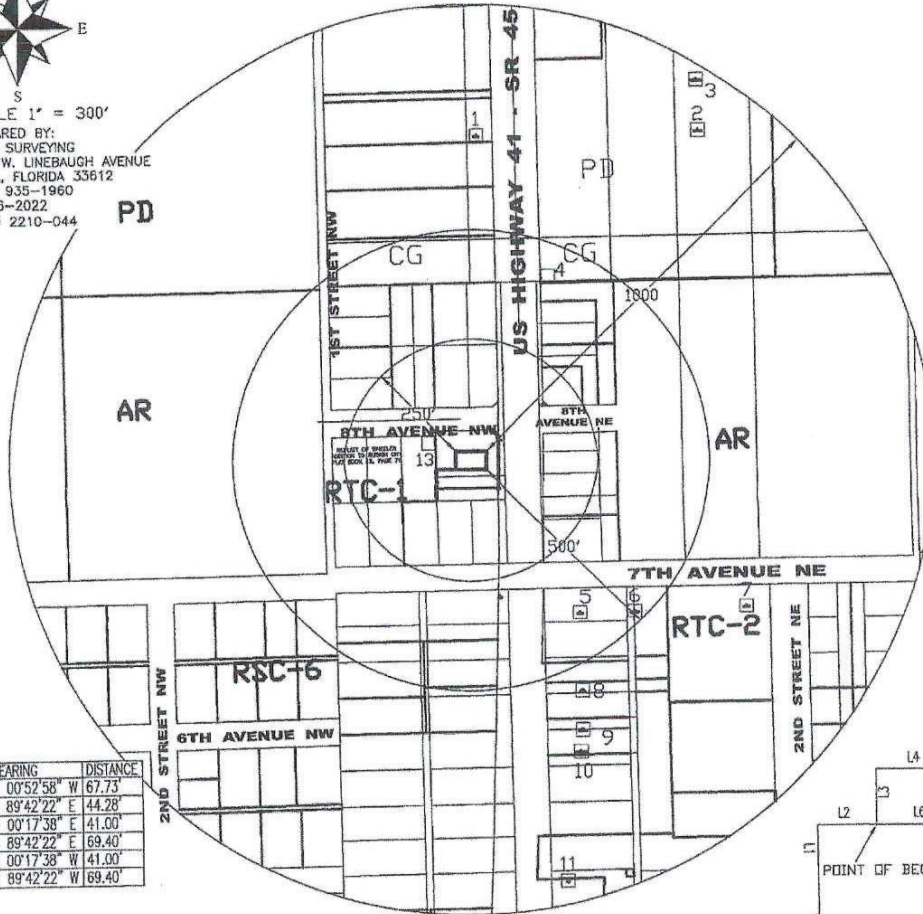 E
S
LE 1" = 300'
ARED BY:
SURVEYING
W. LINEBAUGH AVENUE
, FLORIDA 33612
935-1960
6-2022
2210-044
PD
1
3
2
PD
US HIGHWAY 41 - SR 45
1ST STREET NW
CG
CG
4
1000
AR
250'
8TH AVENUE NW
8TH
AVENUE NE
AR
13
RTC-1
500'
7TH AVENUE NE
5
6
7
RTC-2
RSC-6
8
2ND STREET NW
6TH AVENUE NW
9
10
2ND STREET NE
11
EARING DISTANCE
00°52'58" W 67.73'
89°42'22" E 44.28'
00°17'38" E 41.00'
89°42'22" E 69.40'
00°17'38" W 41.00'
89°42'22" W 69.40'
L4
L3
L2
L6
POINT OF BEG